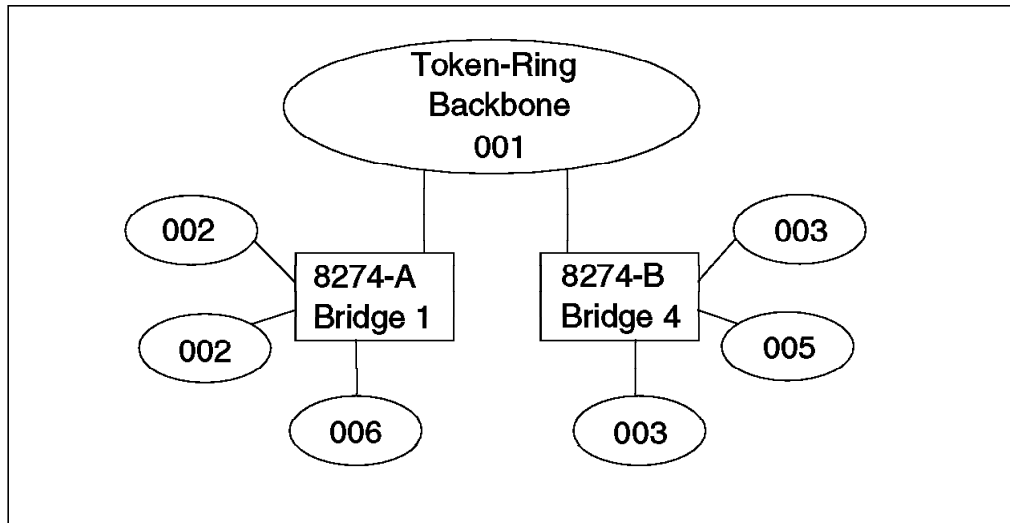 Token-Ring
Backbone
001
002
003
8274-A
Bridge 1
8274-B
Bridge 4
002
005
006
003